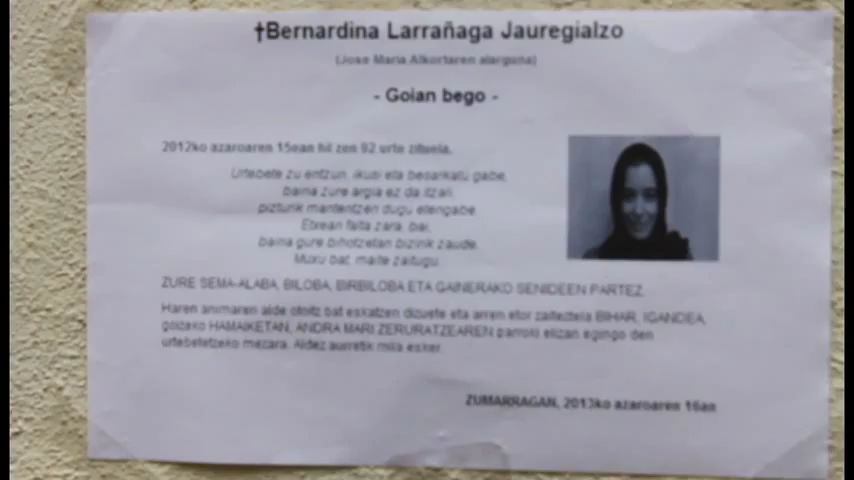 †Bernardina Larrañaga Jauregialzo
(Jose Maria Alkortaren alarguna)
- Goian bego -
2012ko azaroaren 15ean hil zen 92 urte zituela.
Urtebete zu entzun, ikusi eta besarkatu gabe,
baina zure argia ez da itzali,
pizturik mantentzen dugu etengabe.
Etxean falta zara, bai,
baina gure bihotzetan bizirik zaude.
Muxu bat, maite zaitugu.
ZURE SEMA-ALABA, BILOBA, BIRBILOBA ETA GAINERAKO SENIDEEN PARTEZ.
Haren animaren alde otoitz bat eskatzen dizuete eta arren etor zaiteztela BIHAR, IGANDEA,
goizeko HAMAIKETAN, ANDRA MARI ZERURATZEAREN parroki elizan egingo den
urtebetetzeko mezara. Aldez aurretik mila esker.
ZUMARRAGAN, 2013ko azaroaren 16an